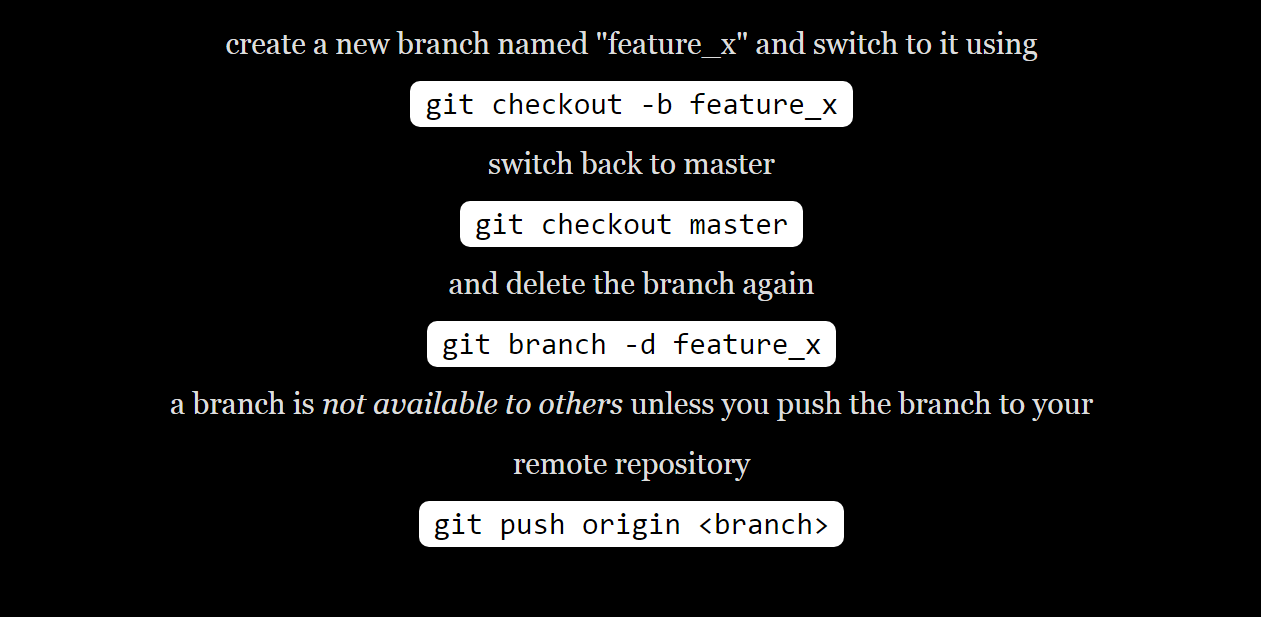 create a new branch named "feature_x" and switch to it using
git checkout -b feature_x
switch back to master
git checkout master
and delete the branch again
git branch -d feature_x
a branch is not available to others unless you push the branch to your
remote repository
git push origin <branch>